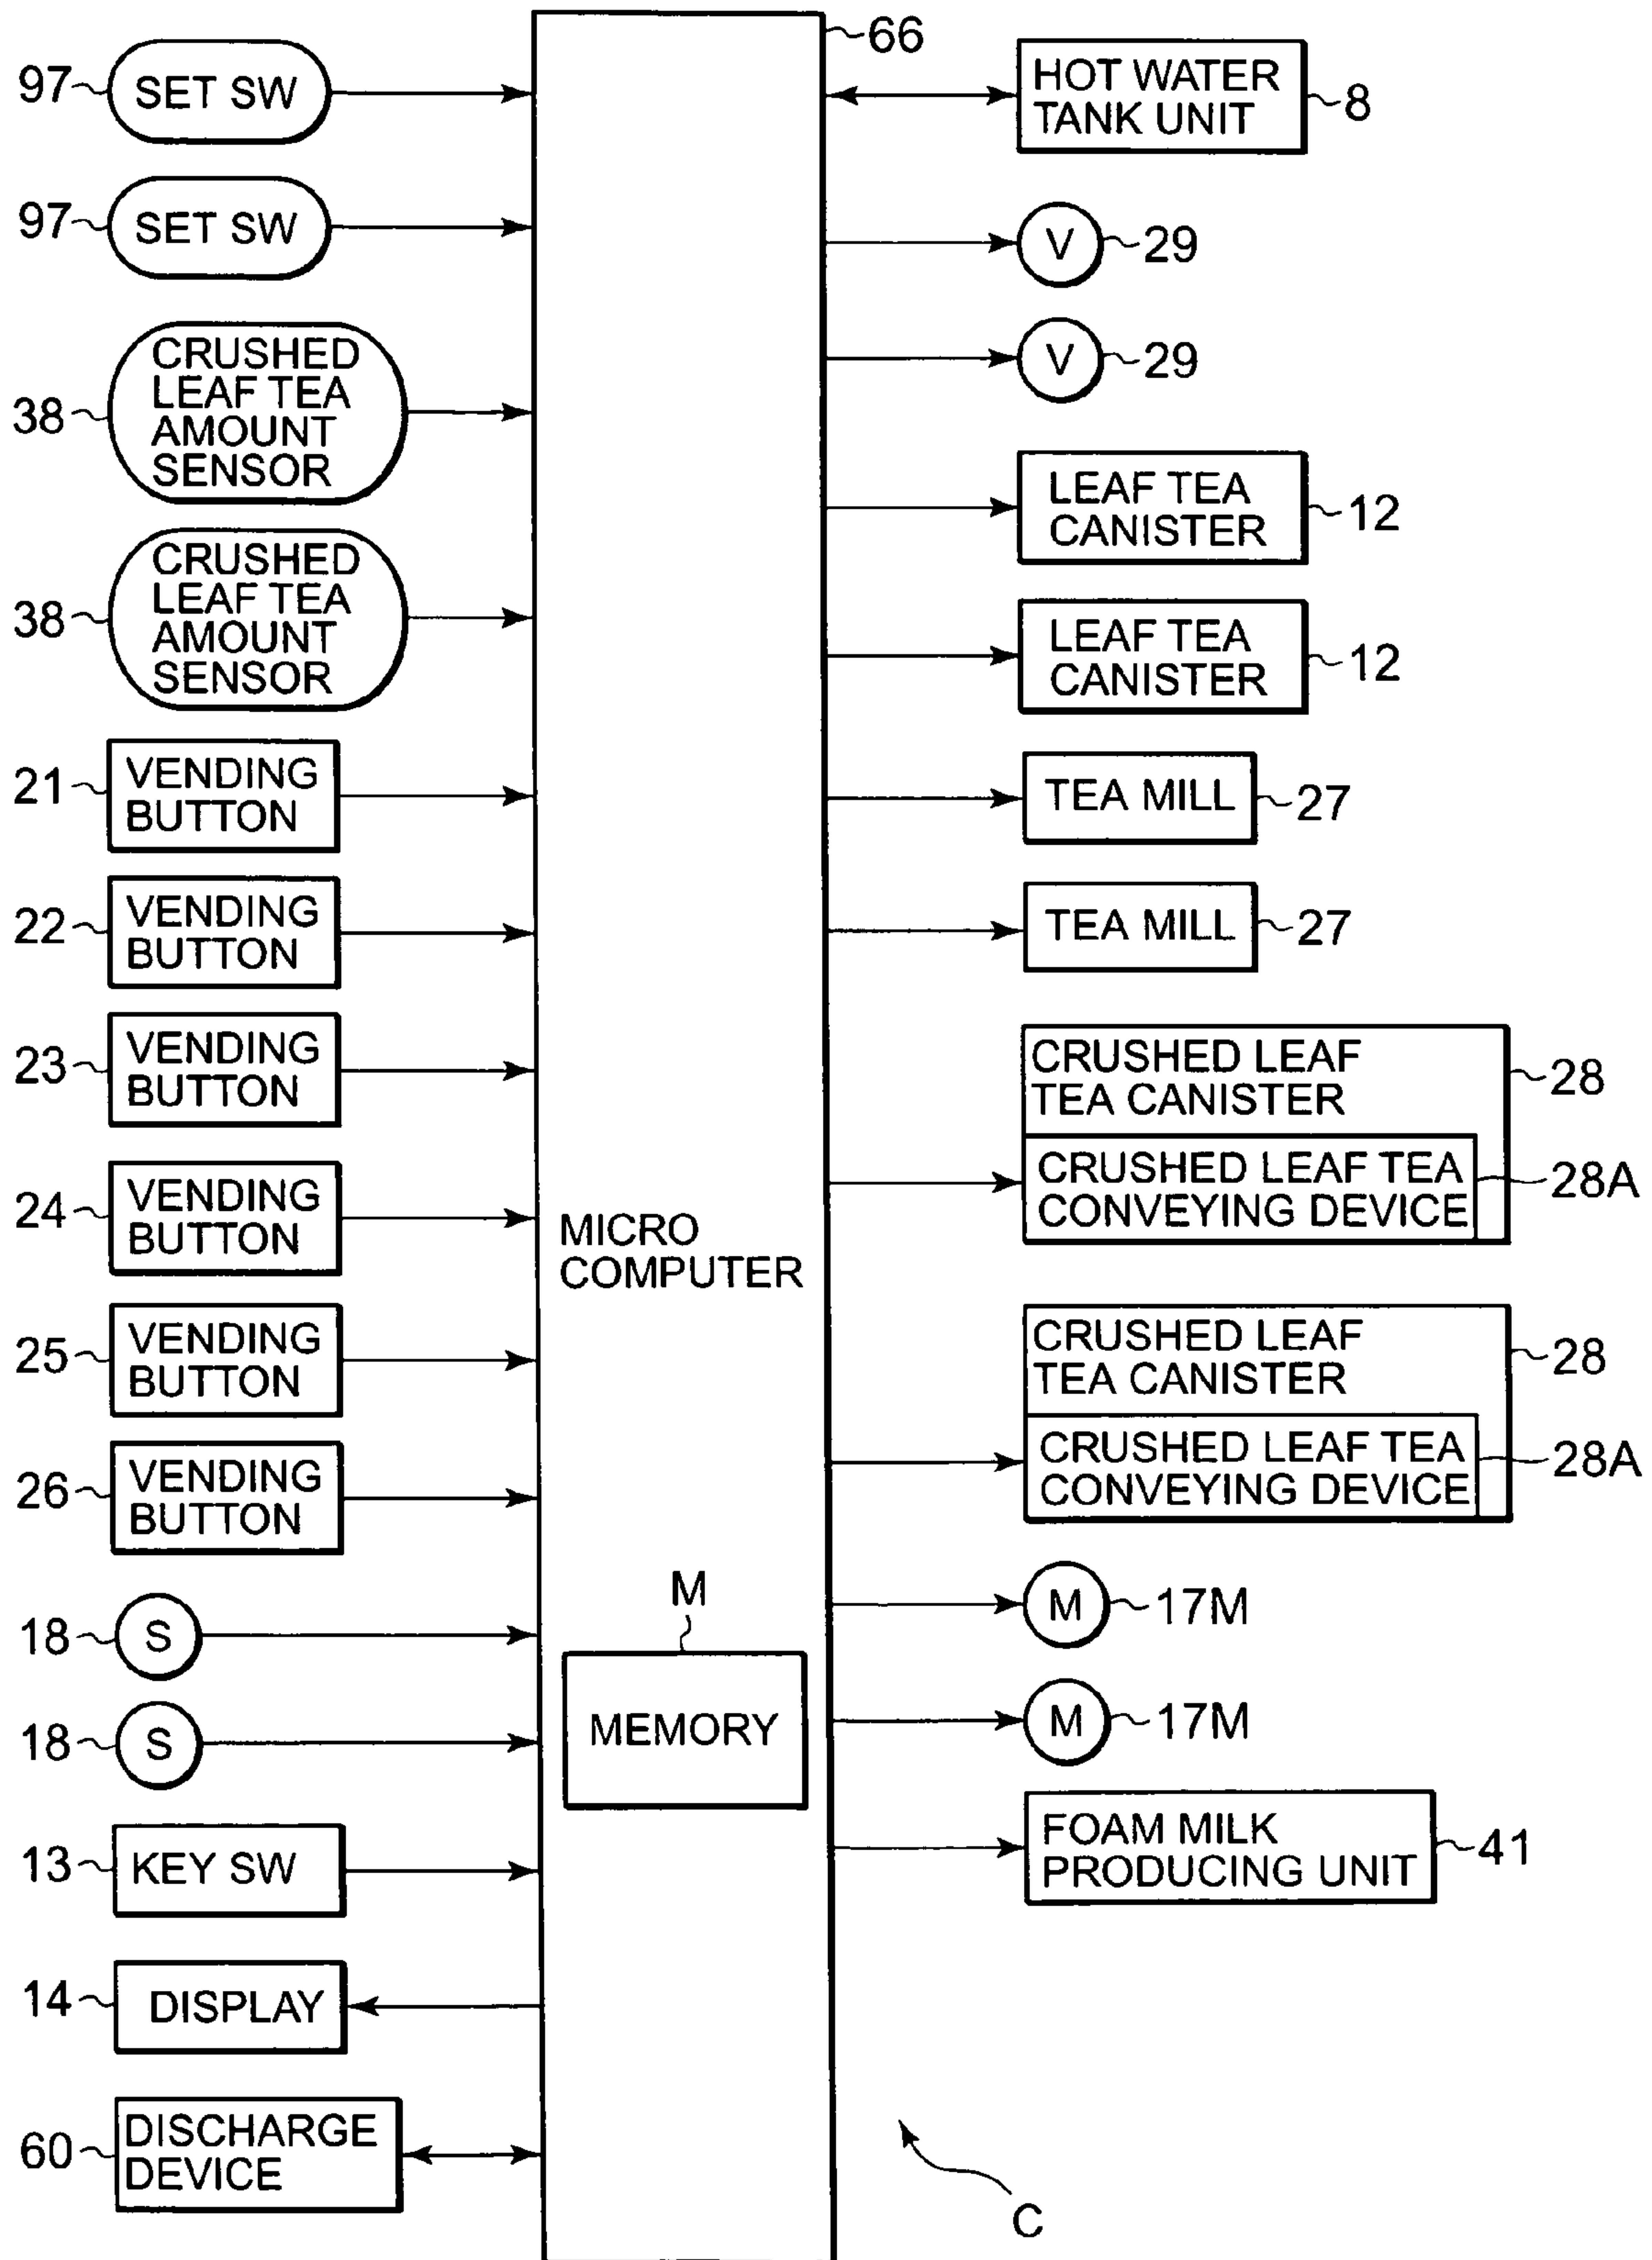 66
97
SET SW
97
SET SW
38
CRUSHED
LEAF TEA
AMOUNT
SENSOR
38
CRUSHED
LEAF TEA
AMOUNT
SENSOR
21
VENDING
BUTTON
22
VENDING
BUTTON
23
VENDING
BUTTON
24
VENDING
BUTTON
25
VENDING
BUTTON
26
VENDING
BUTTON
18
S
18
S
13
KEY SW
14
DISPLAY
60
DISCHARGE
DEVICE
MICRO
COMPUTER
M
MEMORY
HOT WATER
TANK UNIT
8
V
29
V
29
LEAF TEA
CANISTER
12
LEAF TEA
CANISTER
12
TEA MILL
27
TEA MILL
27
CRUSHED LEAF
TEA CANISTER
28
CRUSHED LEAF TEA
CONVEYING DEVICE
28A
CRUSHED LEAF
TEA CANISTER
28
CRUSHED LEAF TEA
CONVEYING DEVICE
28A
M
17M
M
17M
FOAM MILK
PRODUCING UNIT
41
C